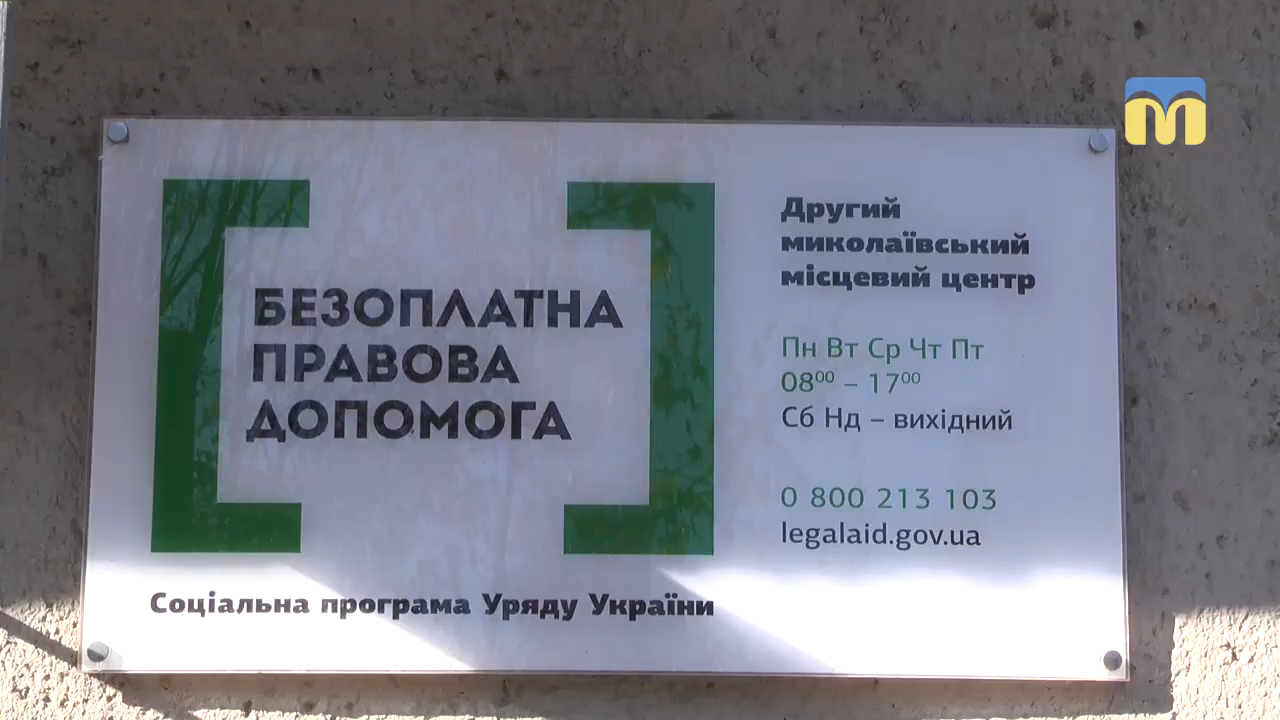 БЕЗОПЛАТНА
ПРАВОВА
ДОПОМОГА
Соціальна програма Уряду України
Другий
миколаївський
місцевий центр
Пн Вт Ср Чт Пт
08⁰⁰ – 17⁰⁰
Сб Нд – вихідний
0 800 213 103
legalaid.gov.ua